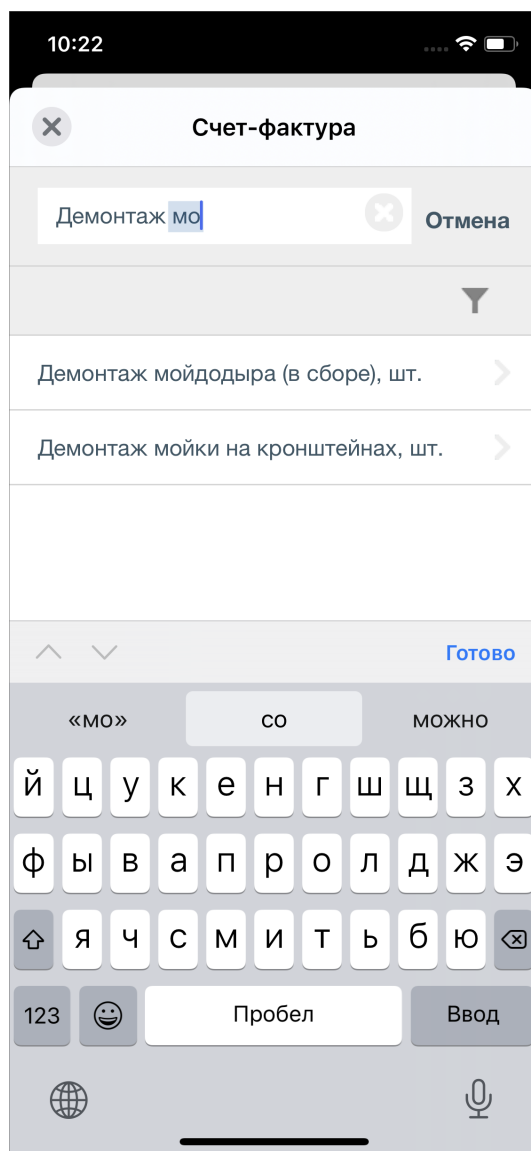 10:22
Счет-фактура
Демонтаж мо
Отмена
Демонтаж мойдодыра (в сборе), шт.
Демонтаж мойки на кронштейнах, шт.
Готово
«мо» со можно
й ц у к е н г ш щ з х
ф ы в а п р о л д ж э
я ч с м и т ь б ю
123 Пробел Ввод